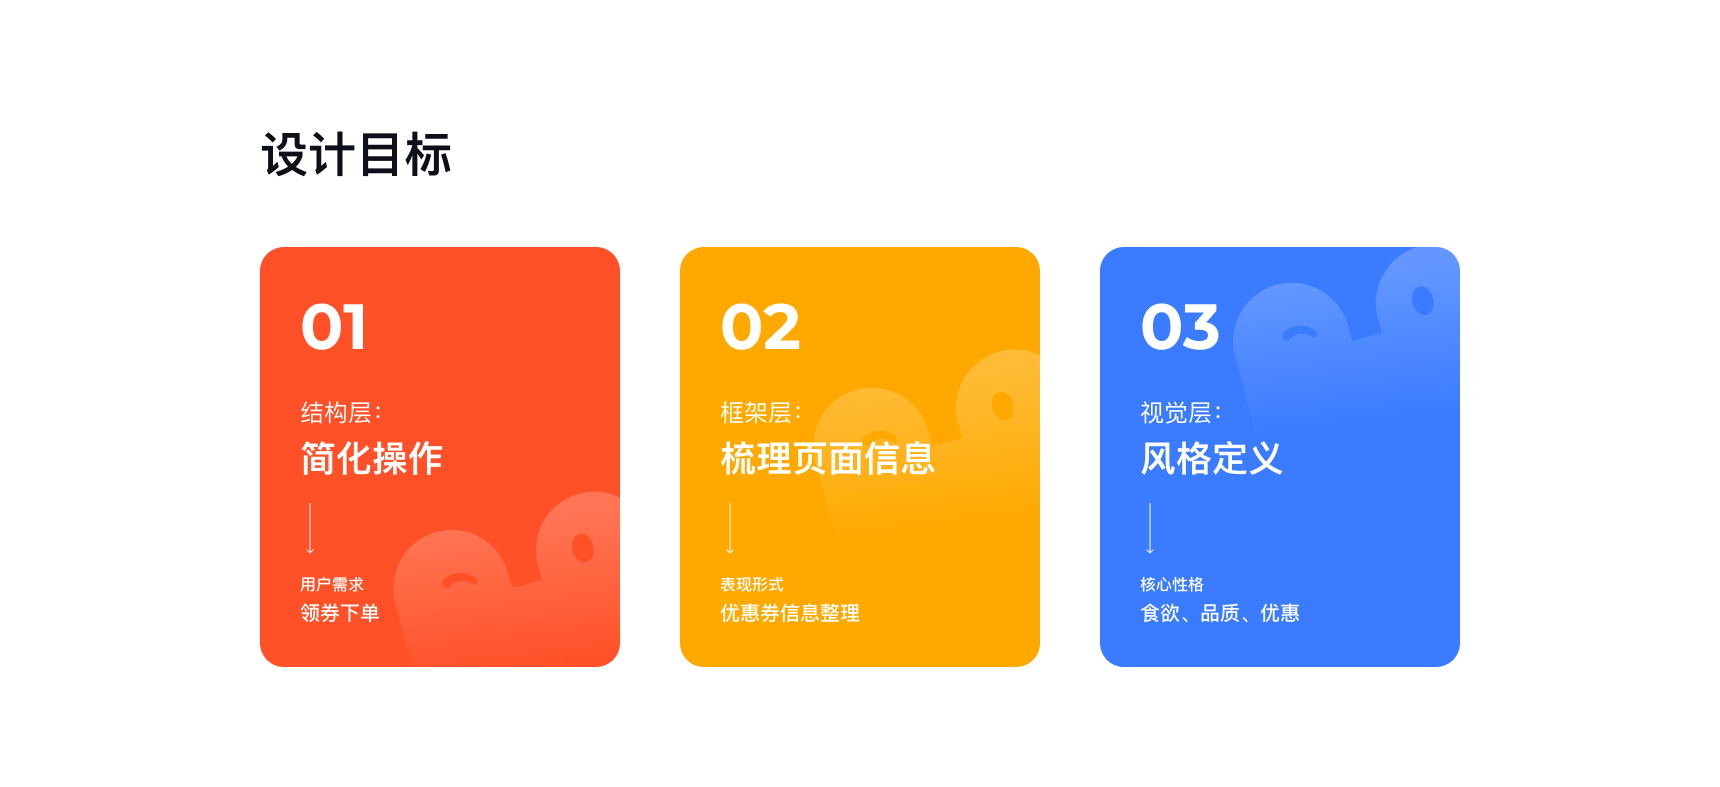 设计目标
01
结构层：
简化操作
用户需求
领券下单
02
框架层：
梳理页面信息
表现形式
优惠券信息整理
03
视觉层：
风格定义
核心性格
食欲、品质、优惠